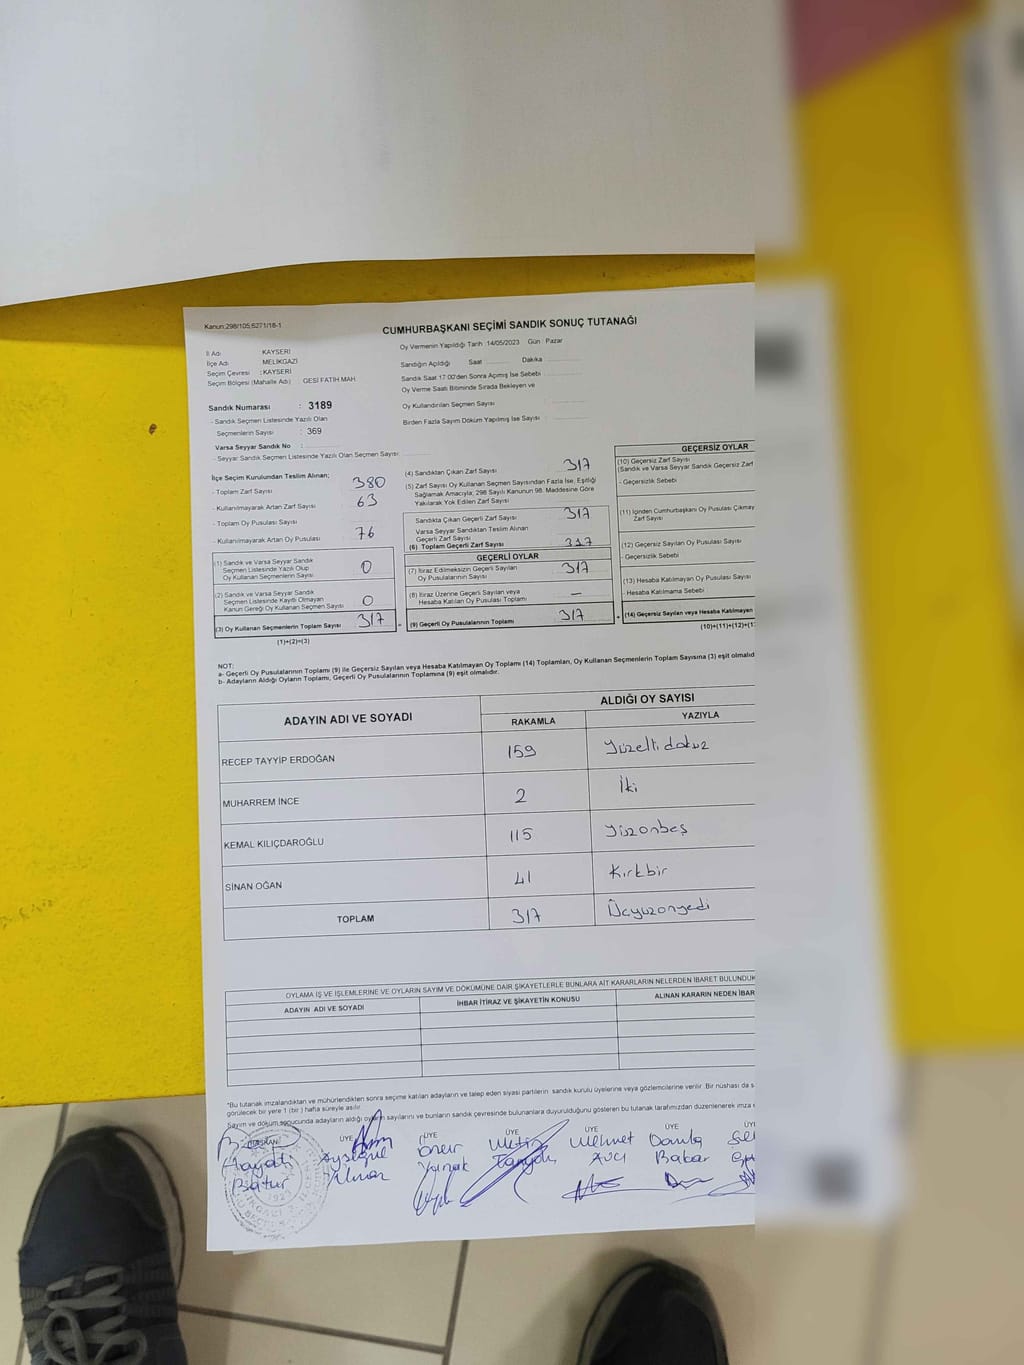 Kanun:298/105;6271/18-1
CUMHURBAŞKANI SEÇİMİ SANDIK SONUÇ TUTANAĞI
İl Adı KAYSERİ
İlçe Adı MELİKGAZİ
Seçim Çevresi : KAYSERİ
Seçim Bölgesi (Mahalle Adı) GESİ FATİH MAH.
Oy Vermenin Yapıldığı Tarih :14/05/2023 Gün : Pazar
Sandığın Açıldığı Saat Dakika
Sandık Saat 17:00'den Sonra Açımış İse Sebebi
Oy Verme Saati Bitiminde Sırada Bekleyen ve
Oy Kullandırılan Seçmen Sayısı
Birden Fazla Sayım Döküm Yapılmış İse Sayısı
Sandık Numarası : 3189
- Sandık Seçmen Listesinde Yazılı Olan
Seçmenlerin Sayısı : 369
Varsa Seyyar Sandık No :
- Seyyar Sandık Seçmen Listesinde Yazılı Olan Seçmen Sayısı
İlçe Seçim Kurulundan Teslim Alınan;
- Toplam Zarf Sayısı 380
- Kullanılmayarak Artan Zarf Sayısı 63
- Toplam Oy Pusulası Sayısı
- Kullanılmayarak Artan Oy Pusulası 76
(1) Sandık ve Varsa Seyyar Sandık
Seçmen Listesinde Yazılı Olup
Oy Kullanan Seçmenlerin Sayısı 0
(2) Sandık ve Varsa Seyyar Sandık
Seçmen Listesinde Kayıtlı Olmayan
Kanun Gereği Oy Kullanan Seçmen Sayısı 0
(3) Oy Kullanan Seçmenlerin Toplam Sayısı 317
(1)+(2)=(3)
(4) Sandıktan Çıkan Zarf Sayısı 317
(5) Zarf Sayısı Oy Kullanan Seçmen Sayısından Fazla İse, Eşitliği
Sağlamak Amacıyla; 298 Sayılı Kanunun 98. Maddesine Göre
Yakılarak Yok Edilen Zarf Sayısı
Sandıkta Çıkan Geçerli Zarf Sayısı 317
Varsa Seyyar Sandıktan Teslim Alınan
Geçerli Zarf Sayısı
(6) Toplam Geçerli Zarf Sayısı 317
GEÇERLİ OYLAR
(7) İtiraz Edilmeksizin Geçerli Sayılan
Oy Pusulasının Sayısı 317
(8) İtiraz Üzerine Geçerli Sayılan veya
Hesaba Katılan Oy Pusulası Toplamı –
(9) Geçerli Oy Pusulalarının Toplamı 317
GEÇERSİZ OYLAR
(10) Geçersiz Zarf Sayısı
(Sandık ve Varsa Seyyar Sandık Geçersiz Zarf
- Geçersizlik Sebebi
(11) İçinden Cumhurbaşkanı Oy Pusulası Çıkmay
Zarf Sayısı
(12) Geçersiz Sayılan Oy Pusulası Sayısı
- Geçersizlik Sebebi
(13) Hesaba Katılmayan Oy Pusulası Sayısı
- Hesaba Katılmama Sebebi
(14) Geçersiz Sayılan veya Hesaba Katılmayan
(10)+(11)+(12)+(1
NOT:
a- Geçerli Oy Pusulalarının Toplamı (9) ile Geçersiz Sayılan veya Hesaba Katılmayan Oy Toplamı (14) Toplamları, Oy Kullanan Seçmenlerin Toplam Sayısına (3) eşit olmalıd
b- Adayların Aldığı Oyların Toplamı, Geçerli Oy Pusulalarının Toplamına (9) eşit olmalıdır.
ADAYIN ADI VE SOYADI ALDIĞI OY SAYISI
RAKAMLA YAZIYLA
RECEP TAYYİP ERDOĞAN 159 Yüzelti dokuz
MUHARREM İNCE 2 İki
KEMAL KILIÇDAROĞLU 115 Yüzonbeş
SİNAN OĞAN 41 Kırkbir
TOPLAM 317 Üçyüzonyedi
OYLAMA İŞ VE İŞLEMLERİNE VE OYLARIN SAYIM VE DÖKÜMÜNE DAİR ŞİKAYETLERLE BUNLARA AİT KARARLARIN NELERDEN İBARET BULUNDUK
ADAYIN ADI VE SOYADI İHBAR İTİRAZ VE ŞİKAYETİN KONUSU ALINAN KARARIN NEDEN İBAR
*Bu tutanak imzalandıktan ve mühürlendikten sonra seçime katılan adayların ve talep eden siyasi partilerin sandık kurulu üyelerine veya gözlemcilerine verilir. Bir nüshası da s
görülecek bir yere 1 (bir) hafta süreyle asılır.
Sayım ve döküm sonucunda adayların aldığı oyların sayılarını ve bunların sandık çevresinde bulunanlara duyurulduğunu gösteren bu tutanak tarafımızdan düzenlenerek imza
BAŞKAN ÜYE ÜYE ÜYE ÜYE ÜYE ÜY
Hayati Ayşegül Öner Metin Mehmet Damla
Batur Yılmaz Avcı Babar